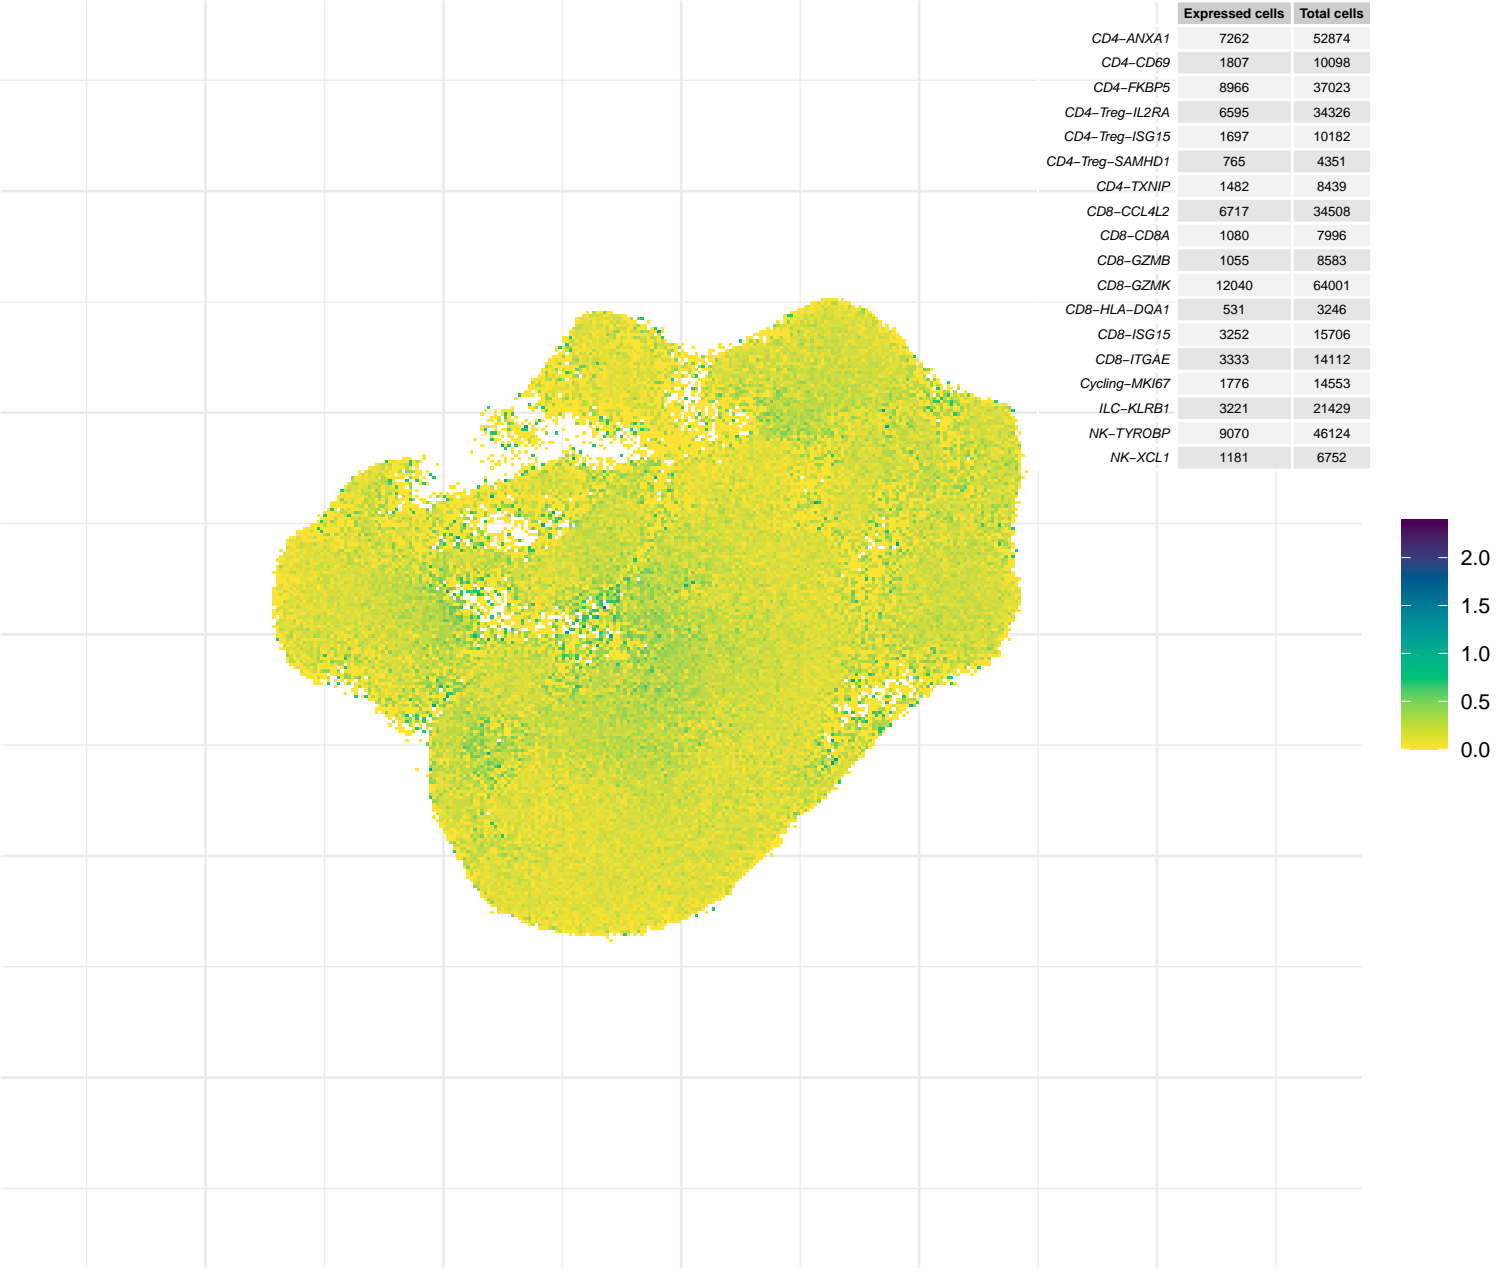 Expressed cells Total cells
CD4−ANXA1 7262 52874
CD4−CD69 1807 10098
CD4−FKBP5 8966 37023
CD4−Treg−IL2RA 6595 34326
CD4−Treg−ISG15 1697 10182
CD4−Treg−SAMHD1 765 4351
CD4−TXNIP 1482 8439
CD8−CCL4L2 6717 34508
CD8−CD8A 1080 7996
CD8−GZMB 1055 8583
CD8−GZMK 12040 64001
CD8−HLA−DQA1 531 3246
CD8−ISG15 3252 15706
CD8−ITGAE 3333 14112
Cycling−MKI67 1776 14553
ILC−KLRB1 3221 21429
NK−TYROBP 9070 46124
NK−XCL1 1181 6752
2.0
1.5
1.0
0.5
0.0